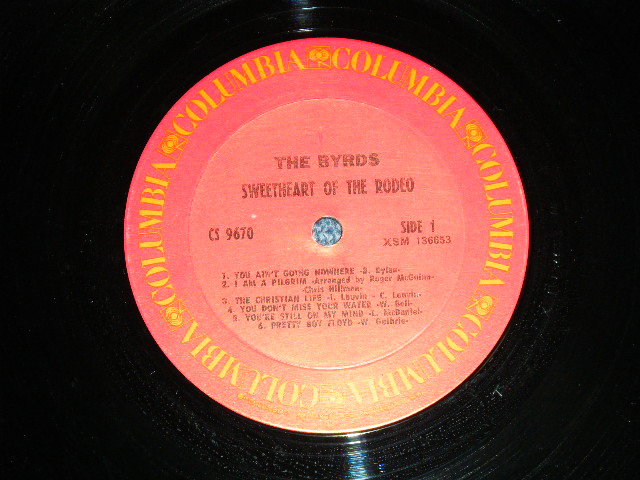 COLUMBIA COLUMBIA COLUMBIA COLUMBIA COLUMBIA COLUMBIA
THE BYRDS
SWEETHEART OF THE RODEO
CS 9670
SIDE 1
XSM 136653
1. YOU AIN'T GOING NOWHERE -B. Dylan-
2. I AM A PILGRIM -Arranged by Roger McGuinn-
-Chris Hillman-
3. THE CHRISTIAN LIFE -I. Louvin - C. Louvin-
4. YOU DON'T MISS YOUR WATER -W. Bell-
5. YOU'RE STILL ON MY MIND -L. McDaniel-
6. PRETTY BOY FLOYD -W. Guthrie-